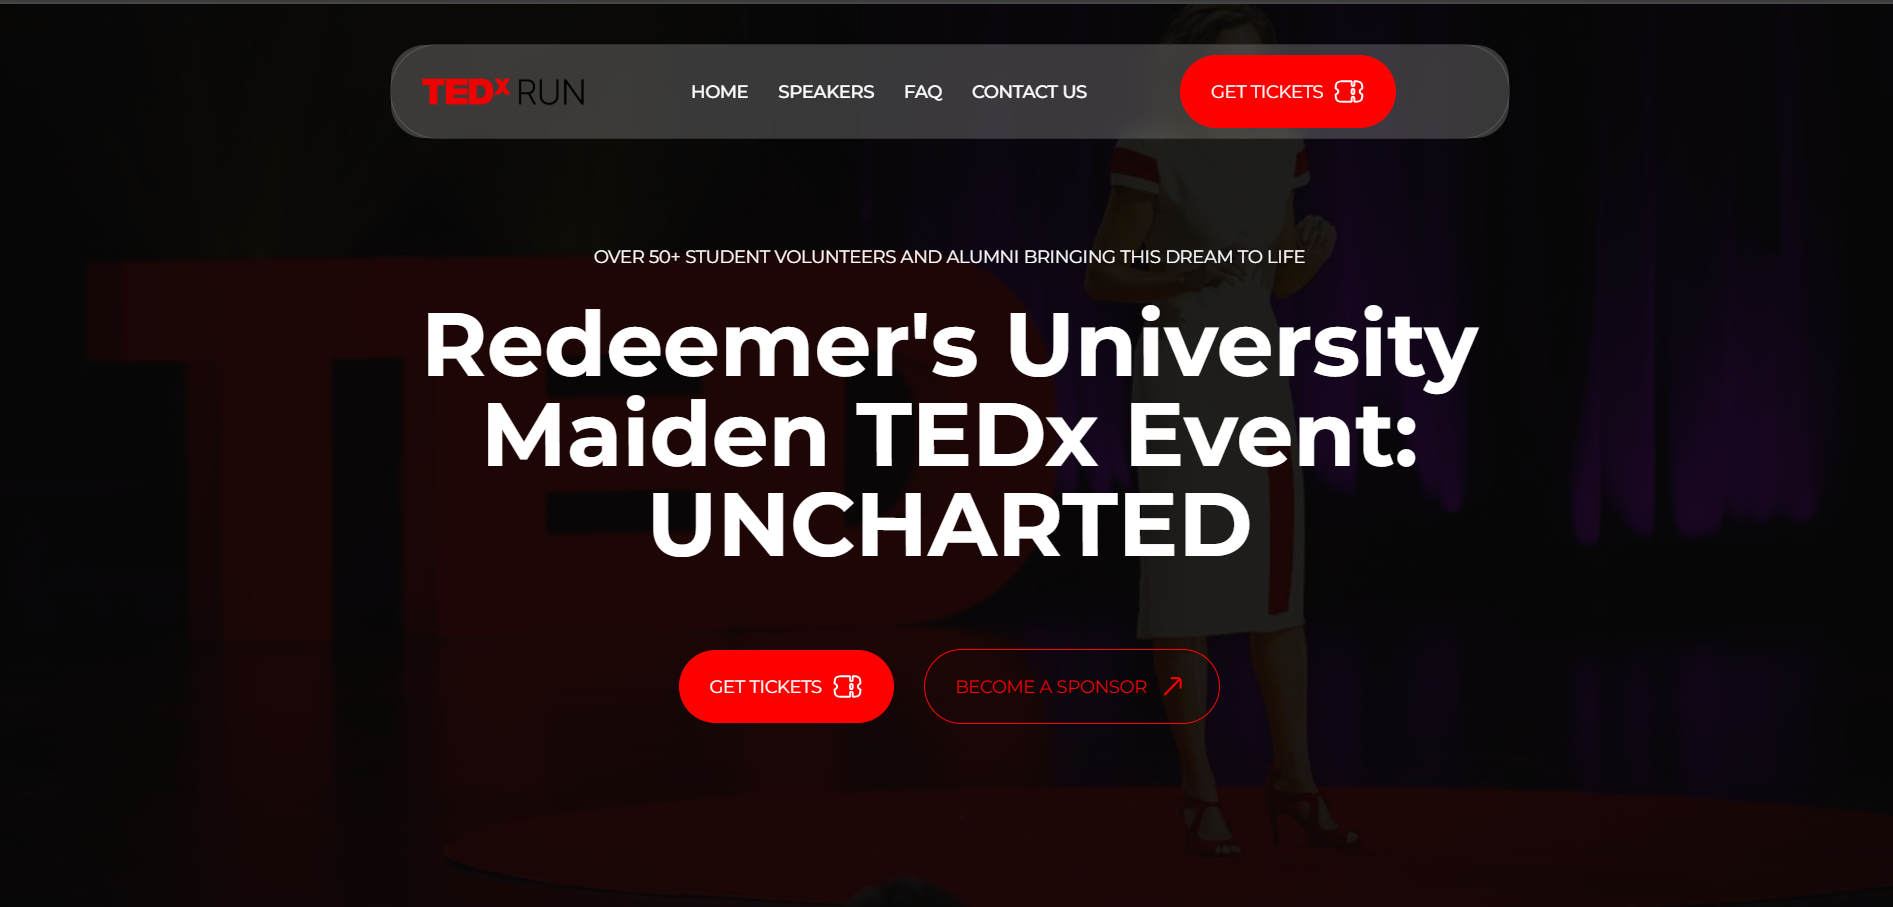 TEDx RUN
HOME
SPEAKERS
FAQ
CONTACT US
GET TICKETS
OVER 50+ STUDENT VOLUNTEERS AND ALUMNI BRINGING THIS DREAM TO LIFE
Redeemer's University
Maiden TEDx Event:
UNCHARTED
GET TICKETS
BECOME A SPONSOR
TED